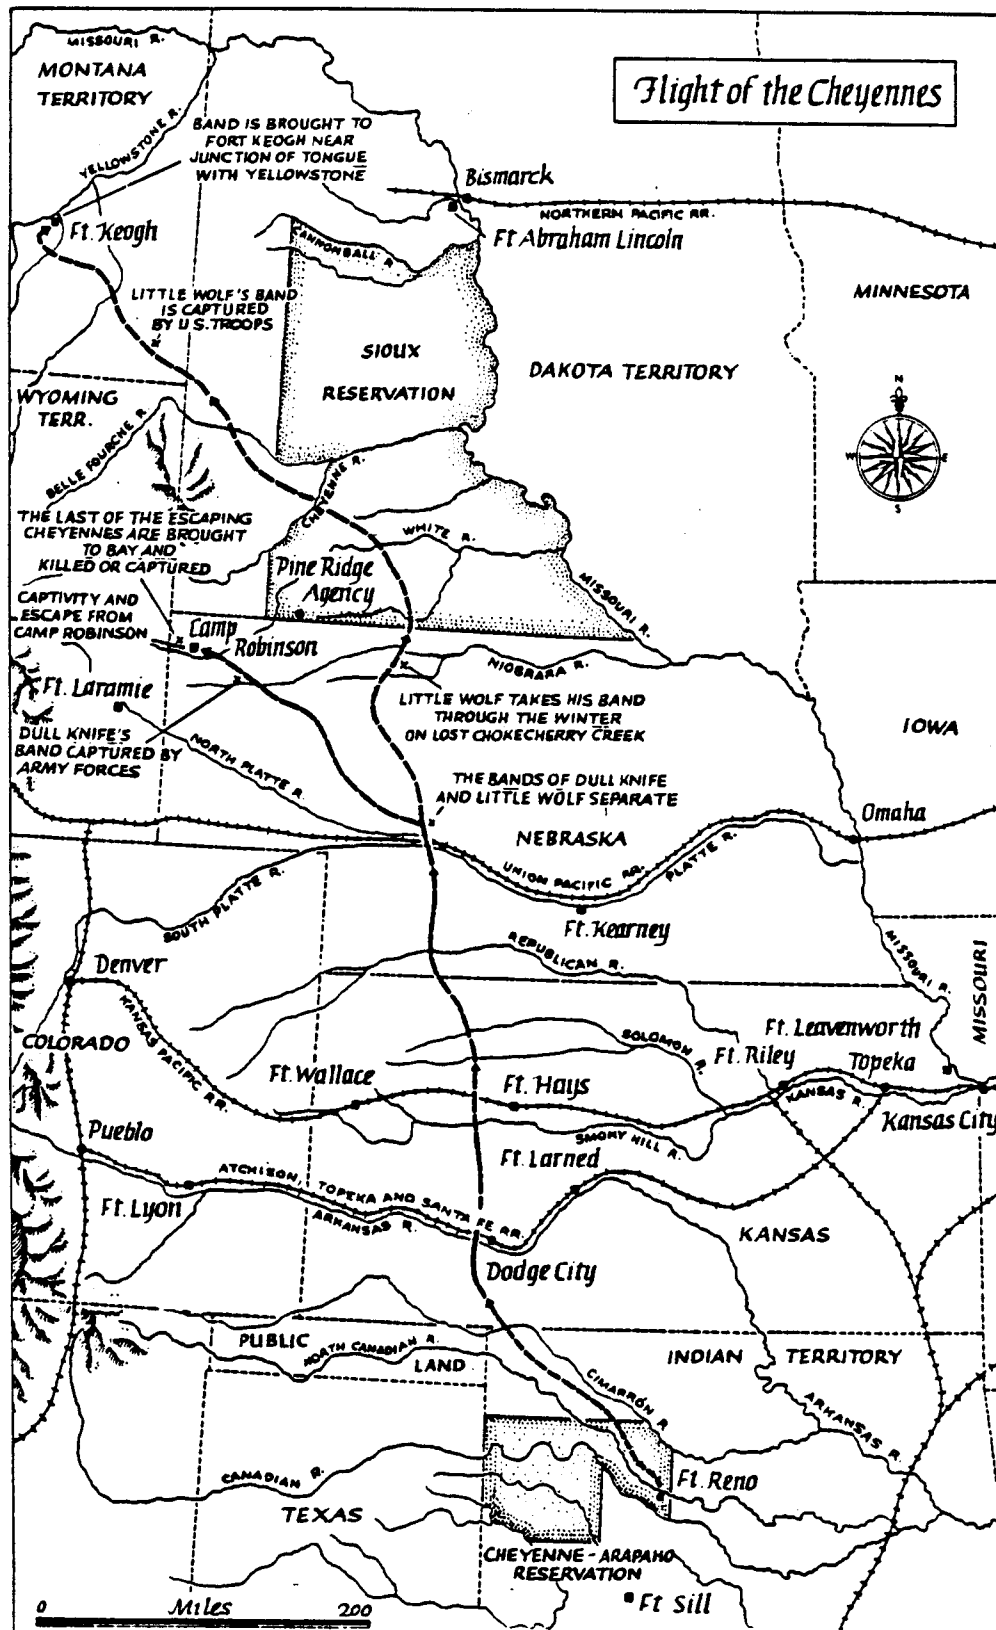 Flight of the Cheyennes
MISSOURI R.
MONTANA
TERRITORY
YELLOWSTONE R.
BAND IS BROUGHT TO
FORT KEOGH NEAR
JUNCTION OF TONGUE
WITH YELLOWSTONE
Bismarck
NORTHERN PACIFIC RR.
Ft. Keogh
Ft Abraham Lincoln
CANNONBALL R.
MINNESOTA
LITTLE WOLF'S BAND
IS CAPTURED
BY U.S. TROOPS
SIOUX
RESERVATION
DAKOTA TERRITORY
WYOMING
TERR.
N
W
E
S
BELLE FOURCHE R.
CHEYENNE R.
THE LAST OF THE ESCAPING
CHEYENNES ARE BROUGHT
TO BAY AND
KILLED OR CAPTURED
WHITE R.
Pine Ridge
Agency
MISSOURI R.
CAPTIVITY AND
ESCAPE FROM
CAMP ROBINSON
Camp
Robinson
NIOBRARA R.
Ft. Laramie
LITTLE WOLF TAKES HIS BAND
THROUGH THE WINTER
ON LOST CHOKECHERRY CREEK
IOWA
DULL KNIFE'S
BAND CAPTURED BY
ARMY FORCES
NORTH PLATTE R.
THE BANDS OF DULL KNIFE
AND LITTLE WOLF SEPARATE
Omaha
NEBRASKA
UNION PACIFIC RR.
PLATTE R.
SOUTH PLATTE R.
Ft. Kearney
REPUBLICAN R.
MISSOURI R.
MISSOURI
Denver
KANSAS PACIFIC RR.
COLORADO
SOLOMON R.
Ft. Leavenworth
Ft. Riley
Topeka
Ft. Wallace
Ft. Hays
KANSAS R.
Kansas City
Pueblo
SMOKY HILL R.
Ft. Larned
ATCHISON, TOPEKA AND SANTA FE RR.
ARKANSAS R.
Ft. Lyon
KANSAS
Dodge City
PUBLIC
LAND
NORTH CANADIAN R.
INDIAN TERRITORY
CIMARRON R
ARKANSAS R.
CANADIAN R.
Ft. Reno
TEXAS
CHEYENNE - ARAPAHO
RESERVATION
Ft Sill
0 Miles 200